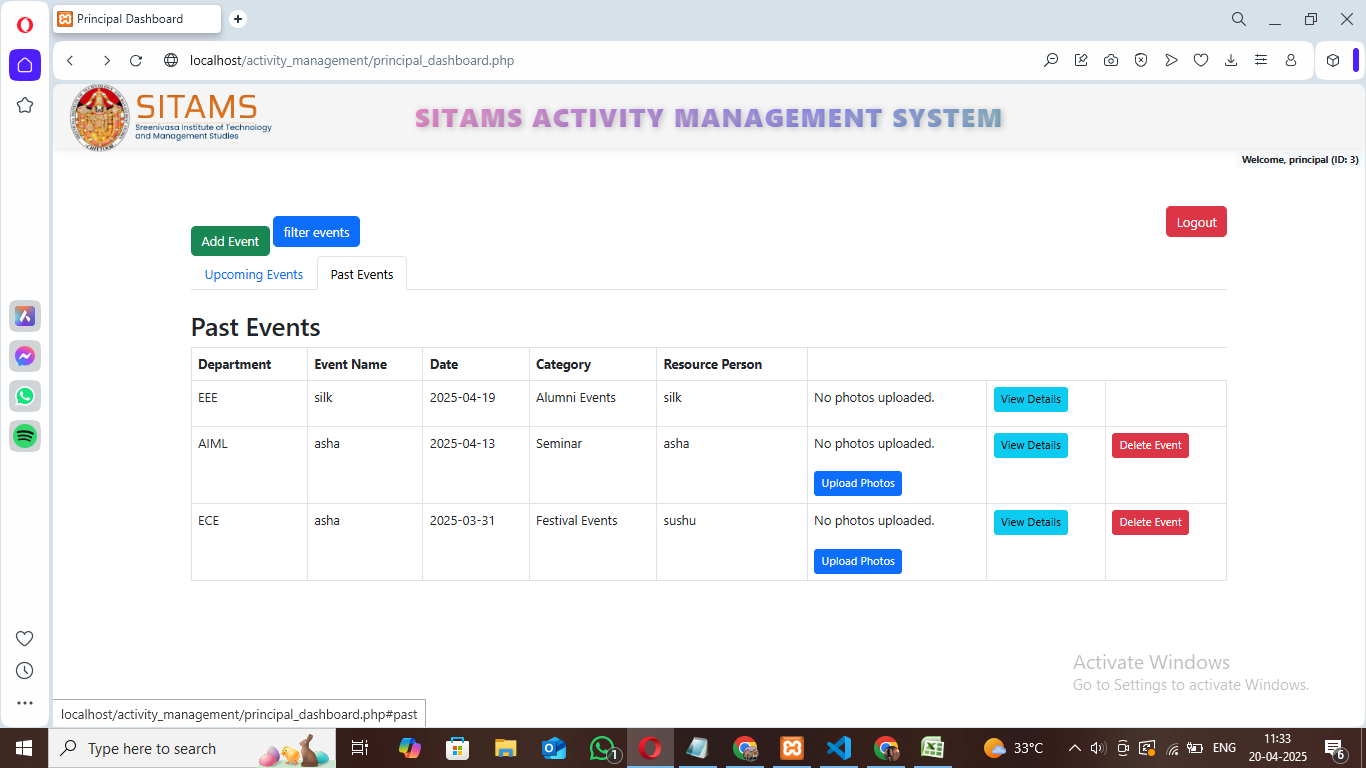 Principal Dashboard
localhost/activity_management/principal_dashboard.php
SITAMS
Sreenivasa Institute of Technology
and Management Studies
SITAMS ACTIVITY MANAGEMENT SYSTEM
Welcome, principal (ID: 3)
Add Event
filter events
Logout
Upcoming Events
Past Events
Past Events
Department Event Name Date Category Resource Person
EEE silk 2025-04-19 Alumni Events silk No photos uploaded. View Details
AIML asha 2025-04-13 Seminar asha No photos uploaded. View Details Delete Event
Upload Photos
ECE asha 2025-03-31 Festival Events sushu No photos uploaded. View Details Delete Event
Upload Photos
Activate Windows
Go to Settings to activate Windows.
localhost/activity_management/principal_dashboard.php#past
Type here to search
1
33°C
ENG
11:33
20-04-2025
6